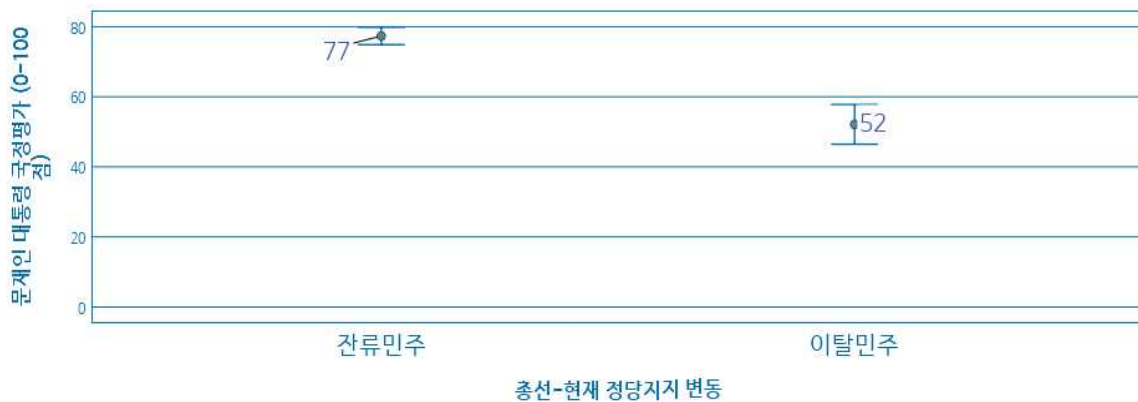 문재인 대통령 국정평가 (0-100
점)
80
60
40
20
0
77
52
잔류민주
이탈민주
총선-현재 정당지지 변동